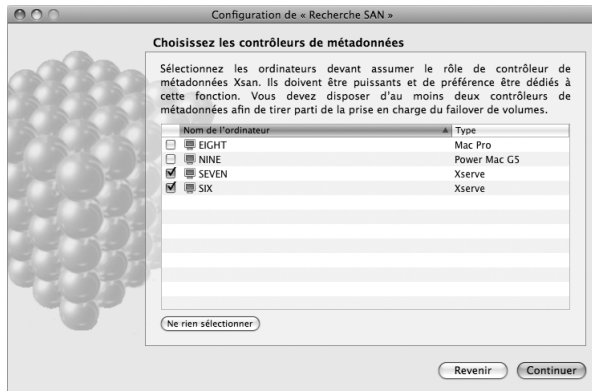 Configuration de « Recherche SAN »
Choisissez les contrôleurs de métadonnées
Sélectionnez les ordinateurs devant assumer le rôle de contrôleur de
métadonnées Xsan. Ils doivent être puissants et de préférence être dédiés à
cette fonction. Vous devez disposer d'au moins deux contrôleurs de
métadonnées afin de tirer parti de la prise en charge du failover de volumes.
Nom de l'ordinateur Type
EIGHT Mac Pro
NINE Power Mac G5
SEVEN Xserve
SIX Xserve
Ne rien sélectionner
Revenir Continuer